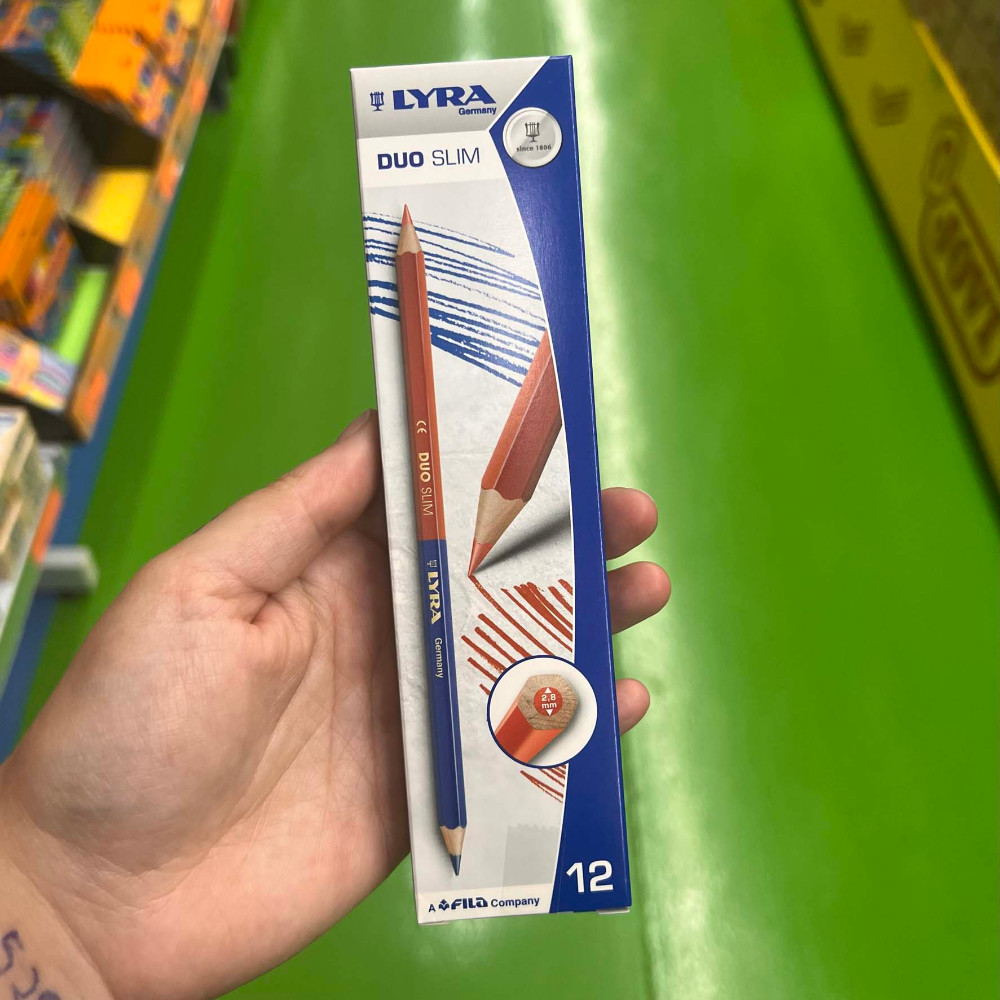 LYRA
Germany
since 1806
DUO SLIM
CE
DUO SLIM
LYRA
Germany
2,8
mm
12
A FILA Company